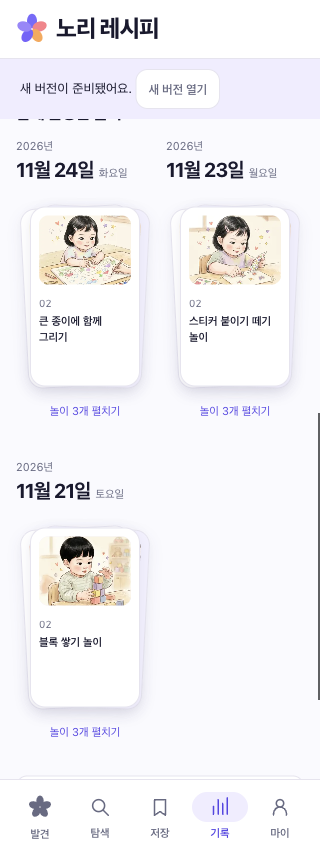 노리 레시피
새 버전이 준비됐어요. 새 버전 열기
2026년
11월 24일 화요일
02
큰 종이에 함께
그리기
놀이 3개 펼치기
2026년
11월 23일 월요일
02
스티커 붙이기 떼기
놀이
놀이 3개 펼치기
2026년
11월 21일 토요일
02
블록 쌓기 놀이
놀이 3개 펼치기
발견 탐색 저장 기록 마이